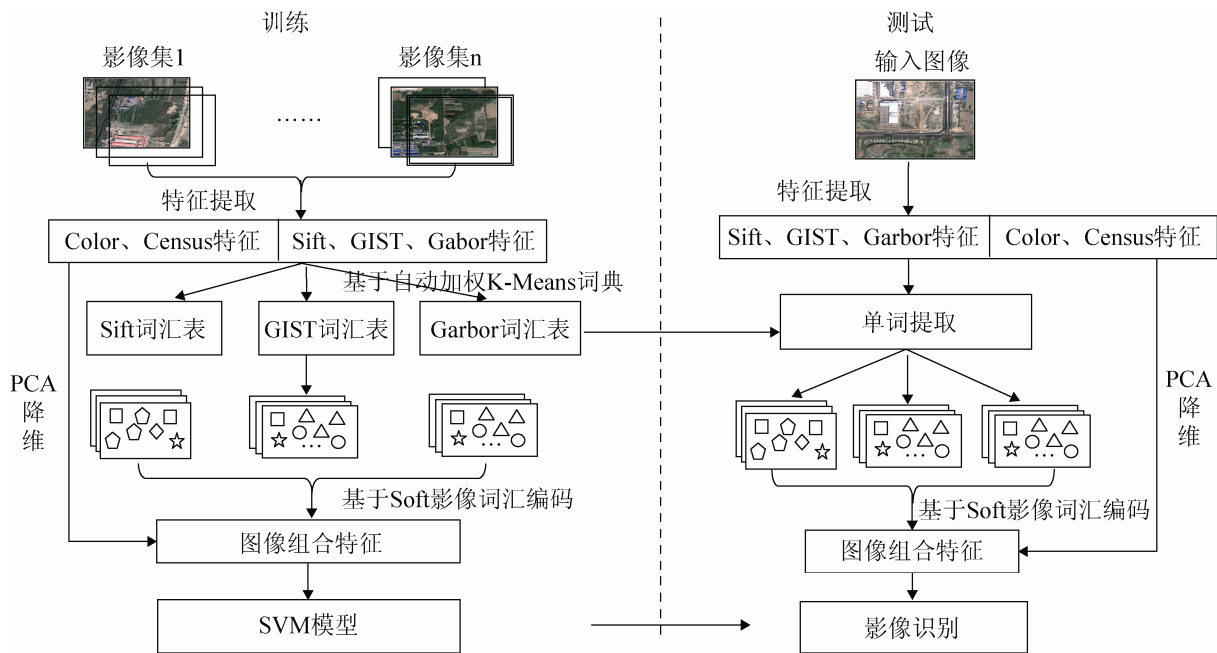 训练
测试
影像集1
影像集n
输入图像
……
特征提取
特征提取
Color、Census特征
Sift、GIST、Gabor特征
Sift、GIST、Garbor特征
Color、Census特征
基于自动加权K-Means词典
Sift词汇表
GIST词汇表
Garbor词汇表
单词提取
PCA
降
维
PCA
降
维
...
...
...
...
基于Soft影像词汇编码
基于Soft影像词汇编码
图像组合特征
图像组合特征
SVM模型
影像识别